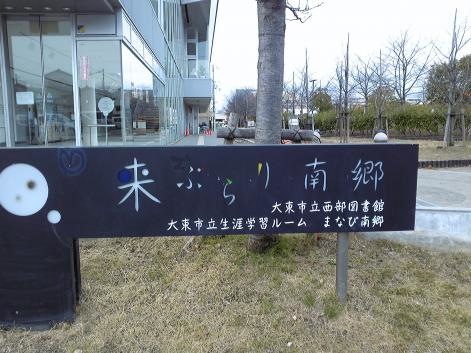 来ぶらり南郷
大東市立西部図書館
大東市立生涯学習ルーム まなび南郷